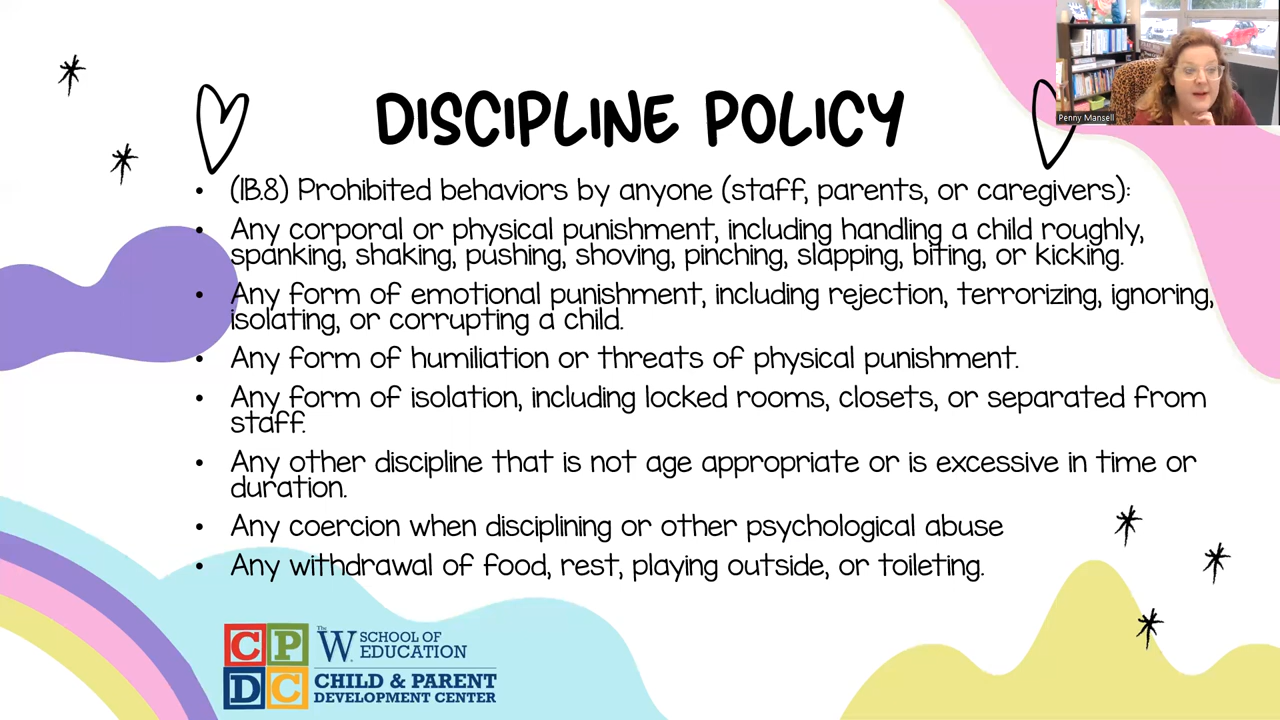 Penny Mansell
DISCIPLINE POLICY
• (1B.8) Prohibited behaviors by anyone (staff, parents, or caregivers):
• Any corporal or physical punishment, including handling a child roughly,
spanking, shaking, pushing, shoving, pinching, slapping, biting, or kicking.
• Any form of emotional punishment, including rejection, terrorizing, ignoring,
isolating, or corrupting a child.
• Any form of humiliation or threats of physical punishment.
• Any form of isolation, including locked rooms, closets, or separated from
staff.
• Any other discipline that is not age appropriate or is excessive in time or
duration.
• Any coercion when disciplining or other psychological abuse
• Any withdrawal of food, rest, playing outside, or toileting.
CP
DC
The W SCHOOL OF
EDUCATION
CHILD & PARENT
DEVELOPMENT CENTER